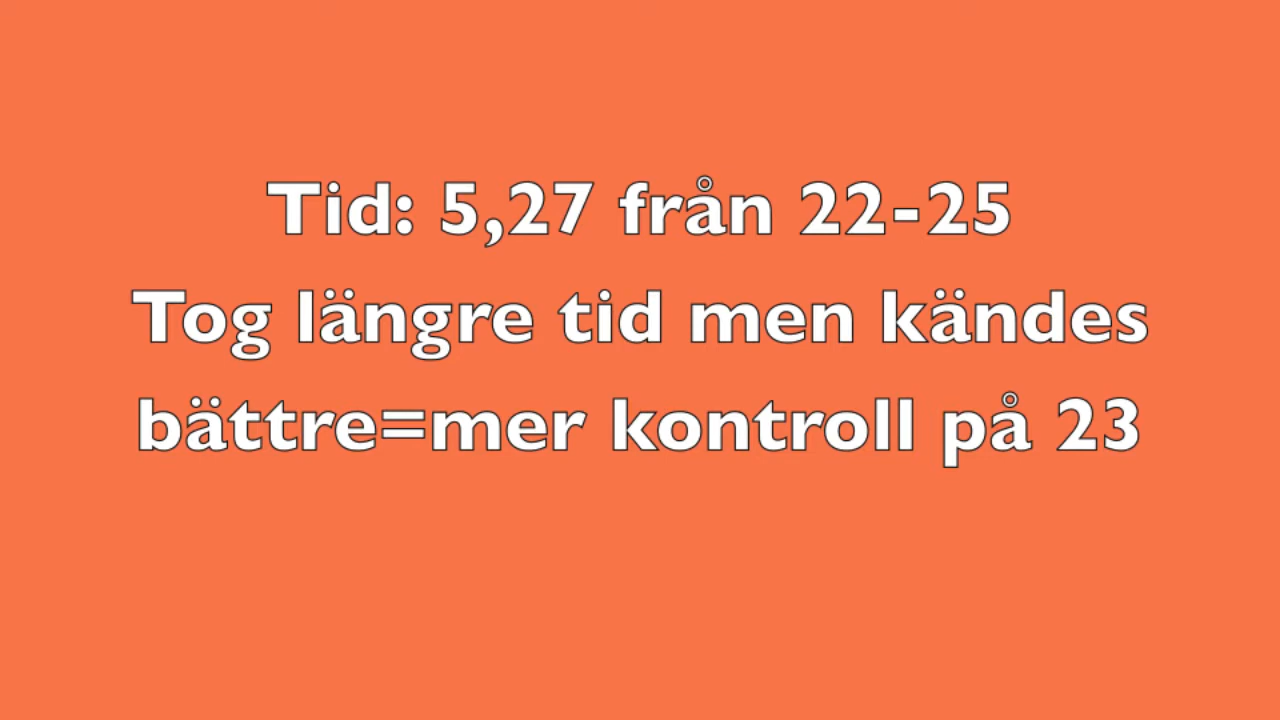 Tid: 5,27 från 22-25
Tog längre tid men kändes
bättre=mer kontroll på 23